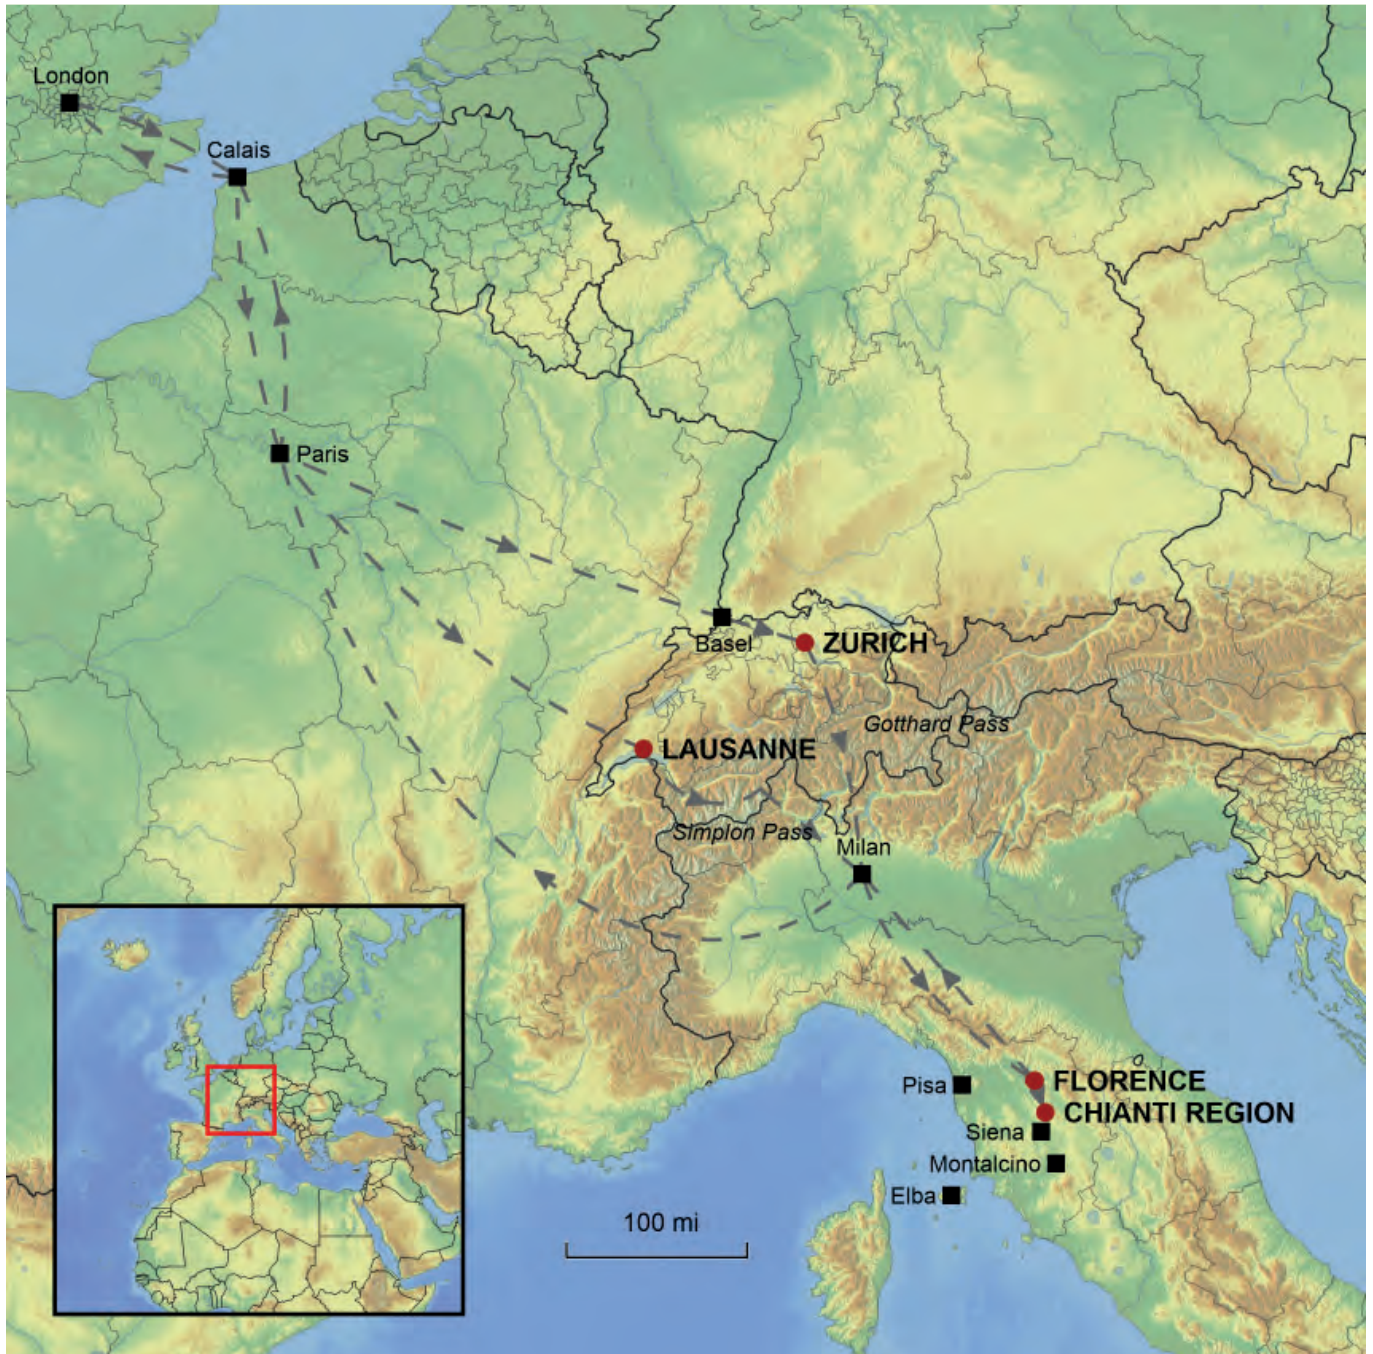 London
Calais
Paris
Basel
ZURICH
Gotthard Pass
LAUSANNE
Simplon Pass
Milan
Pisa
FLORENCE
CHIANTI REGION
Siena
Montalcino
Elba
100 mi